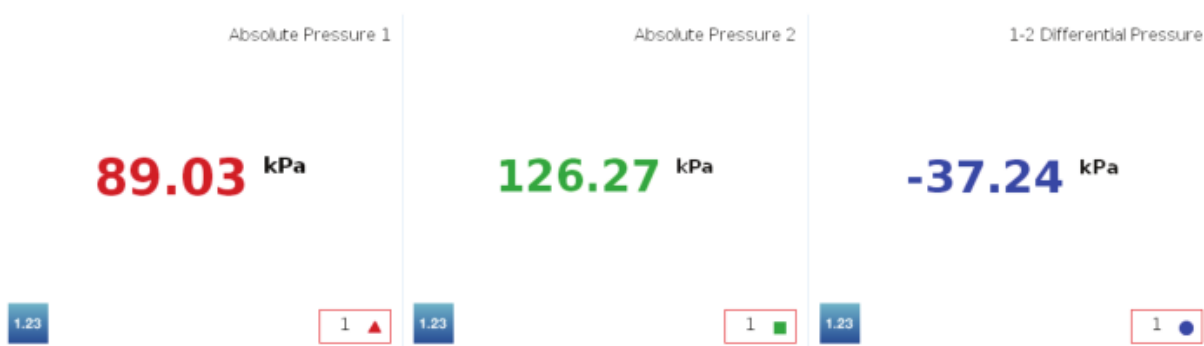 Absolute Pressure 1
89.03 kPa
1.23
1
Absolute Pressure 2
126.27 kPa
1.23
1
1-2 Differential Pressure
-37.24 kPa
1.23
1